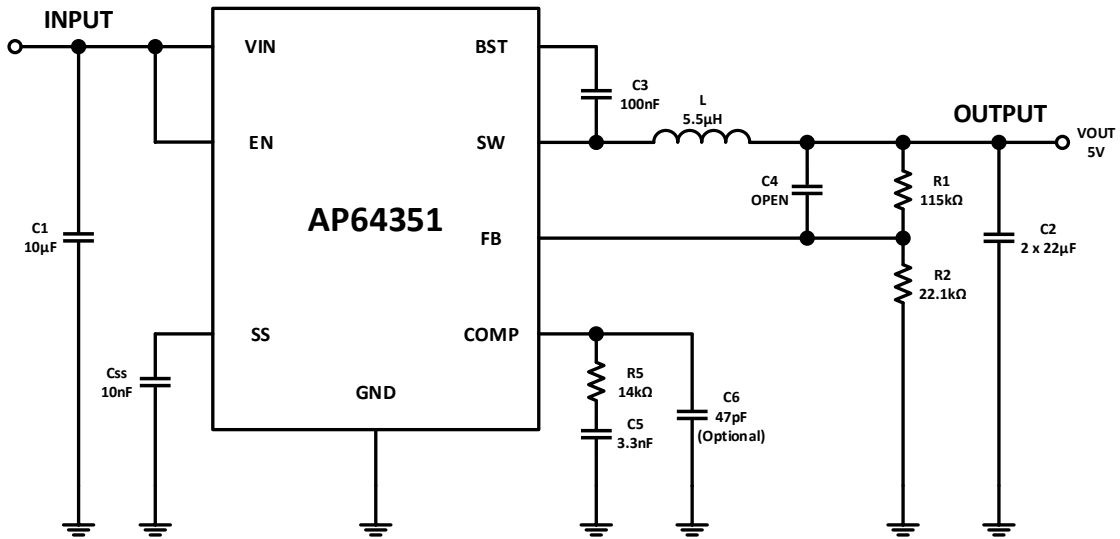 INPUT
VIN
BST
C3
100nF
L
5.5µH
OUTPUT
VOUT
5V
EN
SW
C4
OPEN
R1
115kΩ
C1
10µF
AP64351
FB
C2
2 x 22µF
R2
22.1kΩ
SS
COMP
Css
10nF
GND
R5
14kΩ
C6
47pF
(Optional)
C5
3.3nF